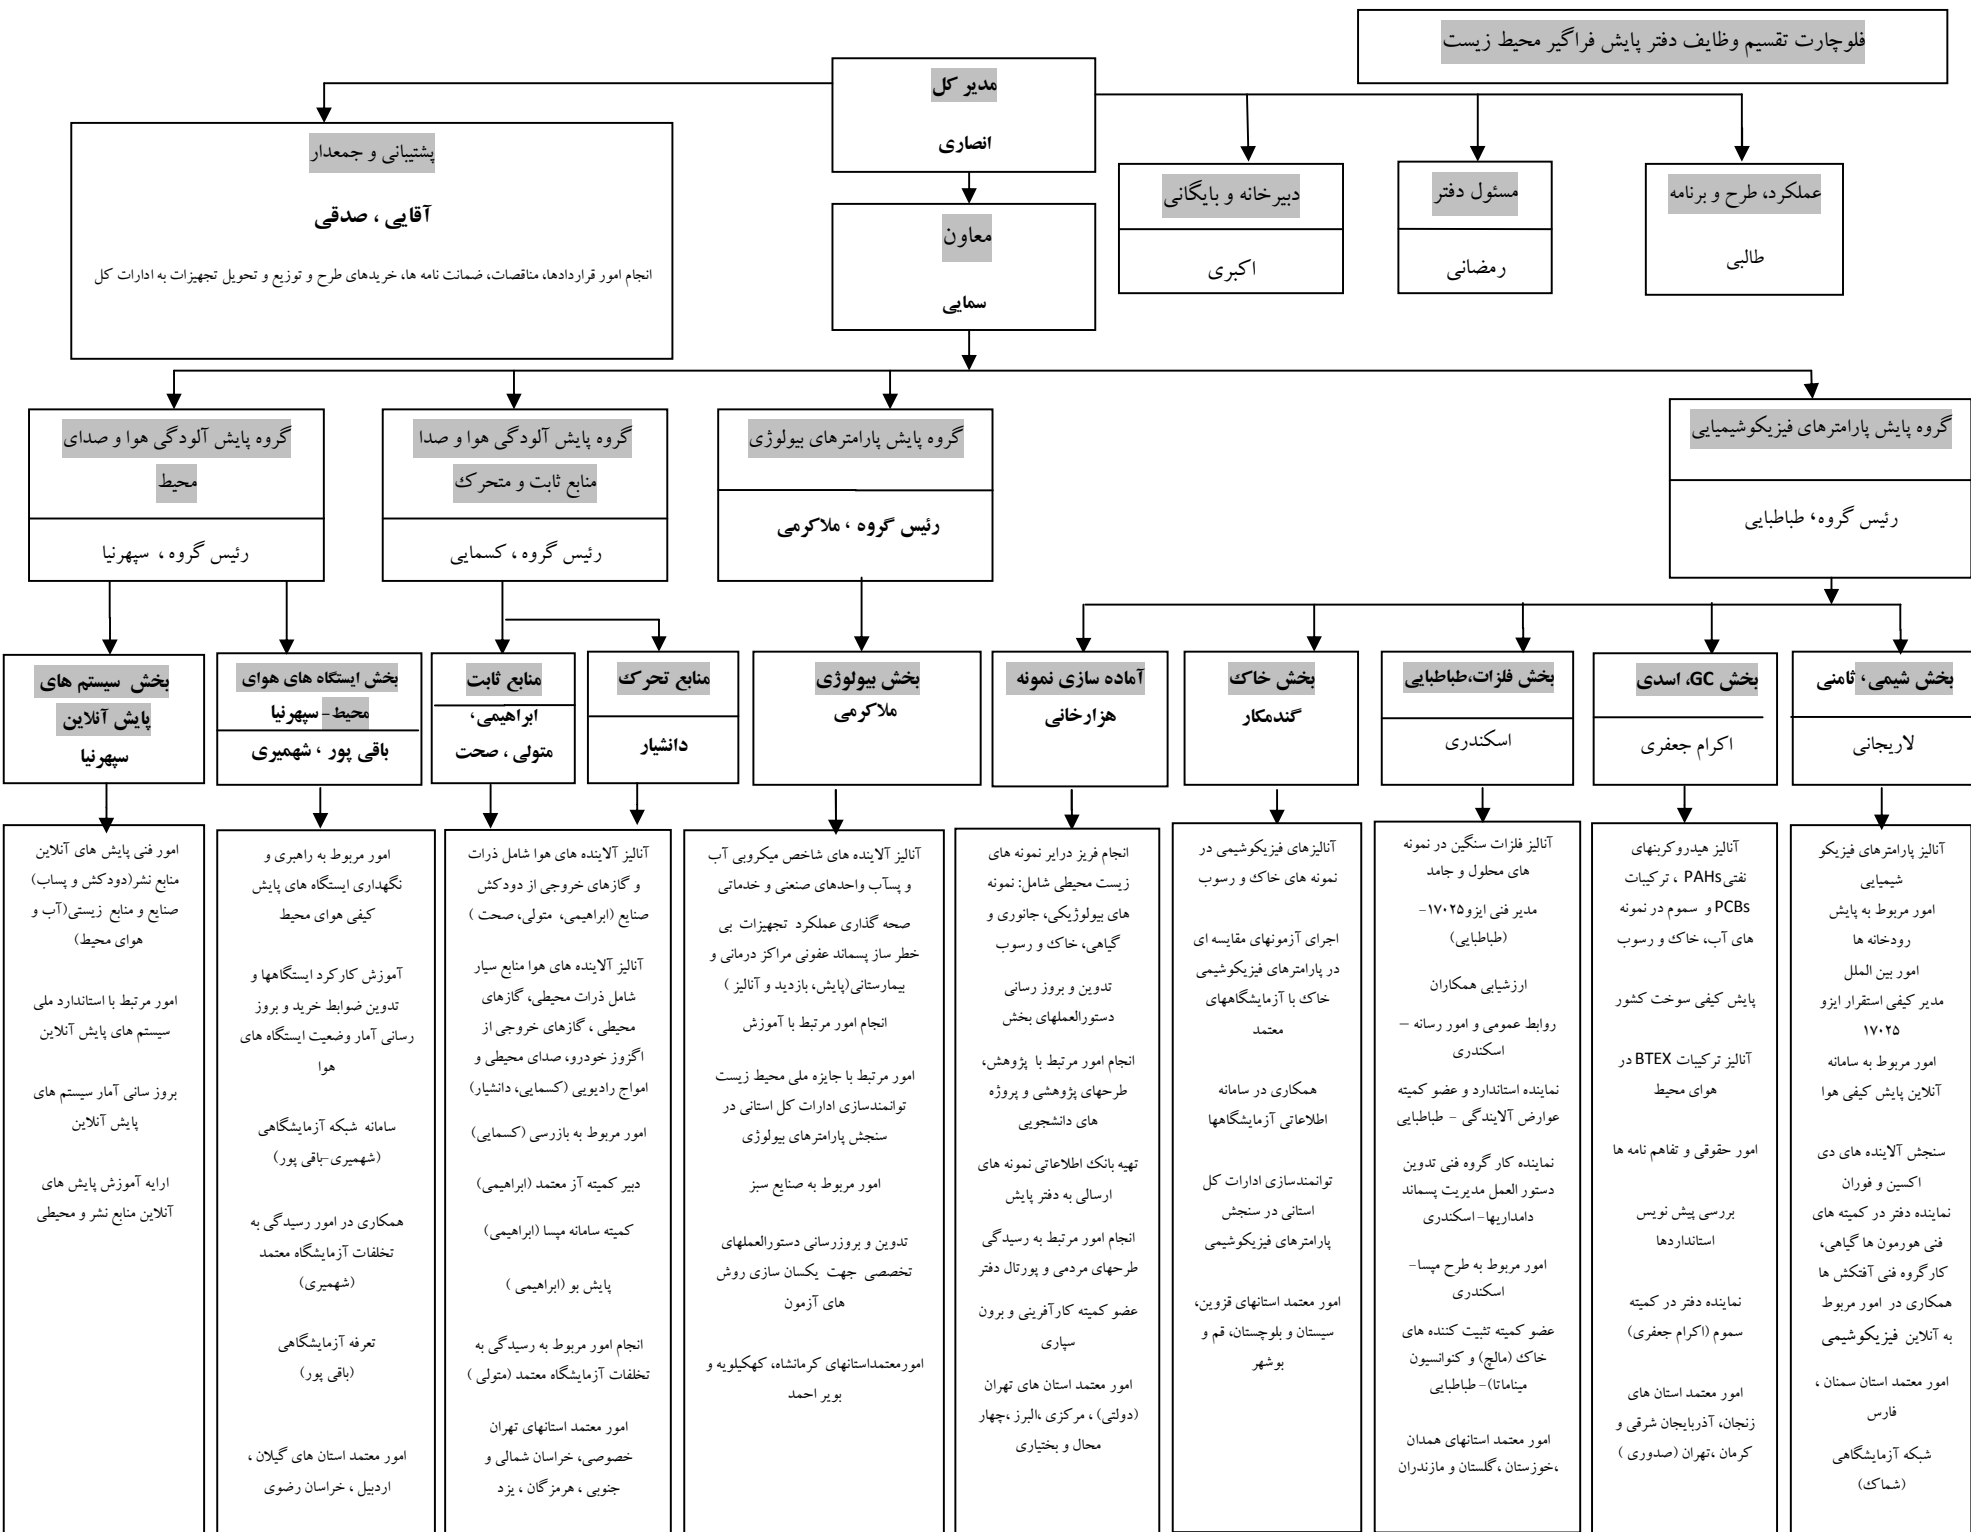 فلوچارت تقسیم وظایف دفتر پایش فراگیر محیط زیست
مدیر کل
انصاری
پشتیبانی و جمعدار
آقایی ، صدقی
انجام امور قراردادها، مناقصات، ضمانت نامه ها، خریدهای طرح و توزیع و تحویل تجهیزات به ادارات کل
معاون
سمایی
دبیرخانه و بایگانی
اکبری
مسئول دفتر
رمضانی
عملکرد، طرح و برنامه
طالبی
گروه پایش پارامترهای فیزیکوشیمیایی
رئیس گروه، طباطبایی
گروه پایش پارامترهای بیولوژی
رئیس گروه ، ملاکرمی
گروه پایش آلودگی هوا و صدا
منابع ثابت و متحرک
رئیس گروه ، کسمایی
گروه پایش آلودگی هوا و صدای
محیط
رئیس گروه ، سپهرنیا
بخش شیمی، ثامنی
لاریجانی
بخش GC، اسدی
اکرام جعفری
بخش فلزات،طباطبایی
اسکندری
بخش خاک
گندمکار
آماده سازی نمونه
هزارخانی
بخش بیولوژی
ملاکرمی
منابع تحرک
دانشیار
منابع ثابت
ابراهیمی،
متولی ، صحت
بخش ایستگاه های هوای
محیط- سپهرنیا
باقی پور ، شهمیری
بخش سیستم های
پایش آنلاین
سپهرنیا
آنالیز پارامترهای فیزیکو
شیمیایی
امور مربوط به پایش
رودخانه ها
امور بین الملل
مدیر کیفی استقرار ایزو
۱۷۰۲۵
امور مربوط به سامانه
آنلاین پایش کیفی هوا
سنجش آلاینده های دی
اکسین و فوران
نماینده دفتر در کمیته های
فنی هورمون ها گیاهی،
کارگروه فنی آفتکش ها
همکاری در امور مربوط
به آنلاین فیزیکوشیمی
امور معتمد استان سمنان ،
فارس
شبکه آزمایشگاهی
(شماک)
آنالیز هیدروکربنهای
نفتیPAHs ، ترکیبات
PCBs و سموم در نمونه
های آب، خاک و رسوب
پایش کیفی سوخت کشور
آنالیز ترکیبات BTEX در
هوای محیط
امور حقوقی و تفاهم نامه ها
بررسی پیش نویس
استانداردها
نماینده دفتر در کمیته
سموم (اکرام جعفری)
امور معتمد استان های
زنجان، آذربایجان شرقی و
کرمان ،تهران (صدوری )
آنالیز فلزات سنگین در نمونه
های محلول و جامد
مدیر فنی ایزو۱۷۰۲۵-
(طباطبایی)
ارزشیابی همکاران
روابط عمومی و امور رسانه –
اسکندری
نماینده استاندارد و عضو کمیته
عوارض آلایندگی - طباطبایی
نماینده کار گروه فنی تدوین
دستور العمل مدیریت پسماند
دامداریها-اسکندری
امور مربوط به طرح میسا-
اسکندری
عضو کمیته تثبیت کننده های
خاک (مالچ) و کنوانسیون
میناماتا)- طباطبایی
امور معتمد استانهای همدان
،خوزستان ،گلستان و مازندران
آنالیزهای فیزیکوشیمی در
نمونه های خاک و رسوب
اجرای آزمونهای مقایسه ای
در پارامترهای فیزیکوشیمی
خاک با آزمایشگاههای
معتمد
همکاری در سامانه
اطلاعاتی آزمایشگاهها
توانمندسازی ادارات کل
استانی در سنجش
پارامترهای فیزیکوشیمی
امور معتمد استانهای قزوین،
سیستان و بلوچستان، قم و
بوشهر
انجام فریز درایر نمونه های
زیست محیطی شامل: نمونه
های بیولوژیکی، جانوری و
گیاهی، خاک و رسوب
تدوین و بروز رسانی
دستورالعملهای بخش
انجام امور مرتبط با پژوهش،
طرحهای پژوهشی و پروژه
های دانشجویی
تهیه بانک اطلاعاتی نمونه های
ارسالی به دفتر پایش
انجام امور مرتبط به رسیدگی
طرحهای مردمی و پورتال دفتر
عضو کمیته کارآفرینی و برون
سپاری
امور معتمد استان های تهران
(دولتی) ، مرکزی ،البرز ،چهار
محال و بختیاری
آنالیز آلاینده های شاخص میکروبی آب
و پسآب واحدهای صنعتی و خدماتی
صحه گذاری عملکرد تجهیزات بی
خطر ساز پسماند عفونی مراکز درمانی و
بیمارستانی(پایش، بازدید و آنالیز )
انجام امور مرتبط با آموزش
امور مرتبط با جایزه ملی محیط زیست
توانمندسازی ادارات کل استانی در
سنجش پارامترهای بیولوژی
امور مربوط به صنایع سبز
تدوین و بروزرسانی دستورالعملهای
تخصصی جهت یکسان سازی روش
های آزمون
امورمعتمداستانهای کرمانشاه، کهکیلویه و
بویر احمد
آنالیز آلاینده های هوا شامل ذرات
و گازهای خروجی از دودکش
صنایع (ابراهیمی، متولی، صحت )
آنالیز آلاینده های هوا منابع سیار
شامل ذرات محیطی، گازهای
محیطی ، گازهای خروجی از
اگزوز خودرو، صدای محیطی و
امواج رادیویی (کسمایی، دانشیار)
امور مربوط به بازرسی (کسمایی)
دبیر کمیته آز معتمد (ابراهیمی)
کمیته سامانه میسا (ابراهیمی)
پایش بو (ابراهیمی )
انجام امور مربوط به رسیدگی به
تخلفات آزمایشگاه معتمد (متولی )
امور معتمد استانهای تهران
خصوصی، خراسان شمالی و
جنوبی ، هرمزگان ، یزد
امور مربوط به راهبری و
نگهداری ایستگاه های پایش
کیفی هوای محیط
آموزش کارکرد ایستگاهها و
تدوین ضوابط خرید و بروز
رسانی آمار وضعیت ایستگاه های
هوا
سامانه شبکه آزمایشگاهی
(شهمیری-باقی پور)
همکاری در امور رسیدگی به
تخلفات آزمایشگاه معتمد
(شهمیری)
تعرفه آزمایشگاهی
(باقی پور)
امور معتمد استان های گیلان ،
اردبیل ، خراسان رضوی
امور فنی پایش های آنلاین
منابع نشر(دودکش و پساب)
صنایع و منابع زیستی(آب و
هوای محیط)
امور مرتبط با استاندارد ملی
سیستم های پایش آنلاین
بروز سانی آمار سیستم های
پایش آنلاین
ارایه آموزش پایش های
آنلاین منابع نشر و محیطی